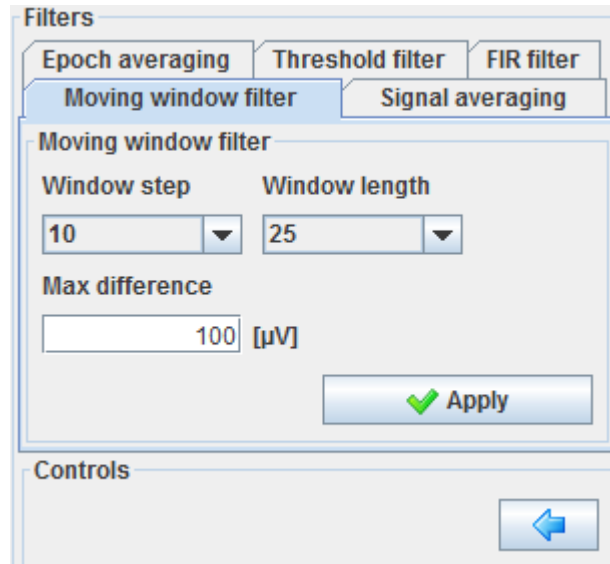 Filters
Epoch averaging Threshold filter FIR filter
Moving window filter Signal averaging
Moving window filter
Window step Window length
10 25
Max difference
100 [µV]
Apply
Controls